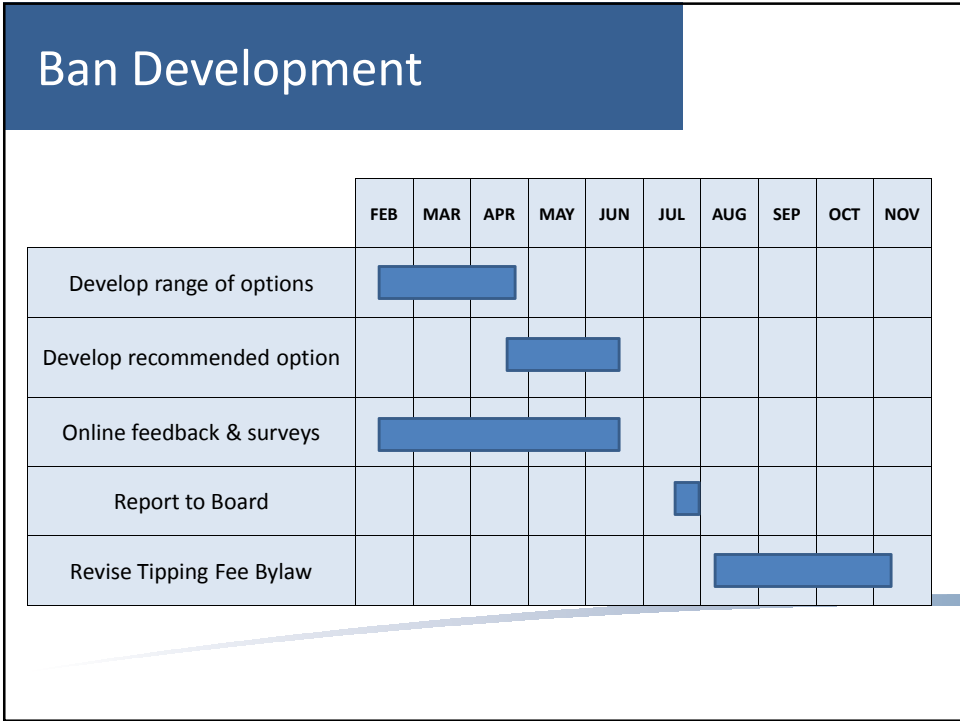 Ban Development
FEB MAR APR MAY JUN JUL AUG SEP OCT NOV
Develop range of options
Develop recommended option
Online feedback & surveys
Report to Board
Revise Tipping Fee Bylaw